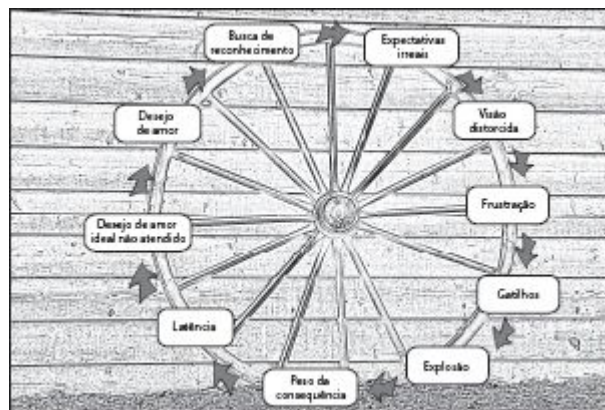 Busca de
reconhecimento
Expectativas
irreais
Visão
distorcida
Frustração
Gatilhos
Explosão
Peso da
consequência
Latência
Desejo de amor
ideal não atendido
Desejo
de amor